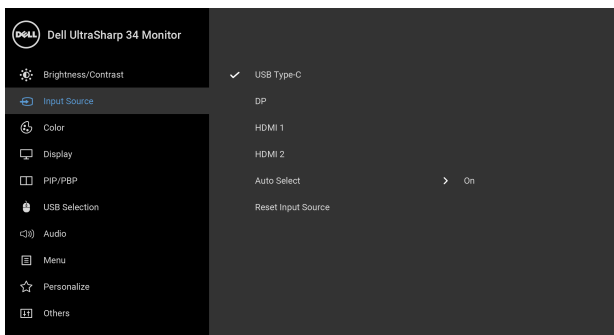 DELL Dell UltraSharp 34 Monitor
Brightness/Contrast
Input Source
Color
Display
PIP/PBP
USB Selection
Audio
Menu
Personalize
Others
USB Type-C
DP
HDMI 1
HDMI 2
Auto Select On
Reset Input Source